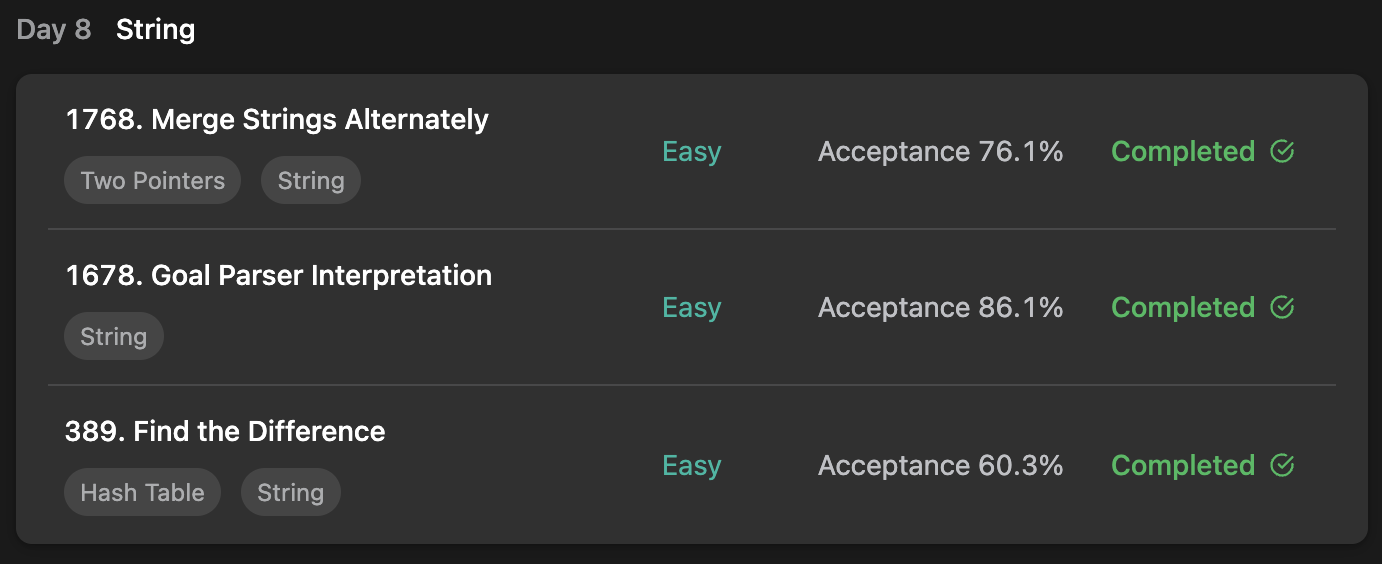 Day 8 String
1768. Merge Strings Alternately
Two Pointers String
Easy Acceptance 76.1% Completed
1678. Goal Parser Interpretation
String
Easy Acceptance 86.1% Completed
389. Find the Difference
Hash Table String
Easy Acceptance 60.3% Completed